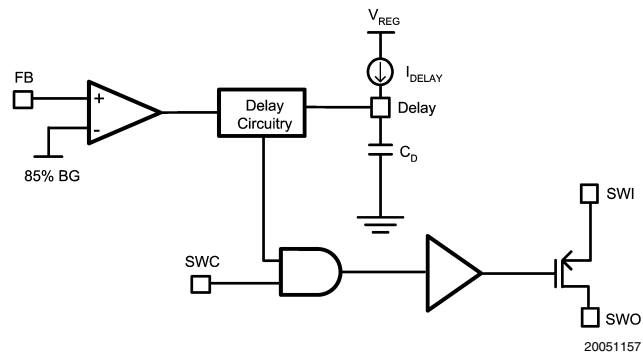 V_REG
I_DELAY
FB
+
-
Delay
Circuitry
Delay
C_D
85% BG
SWI
SWC
SWO
20051157